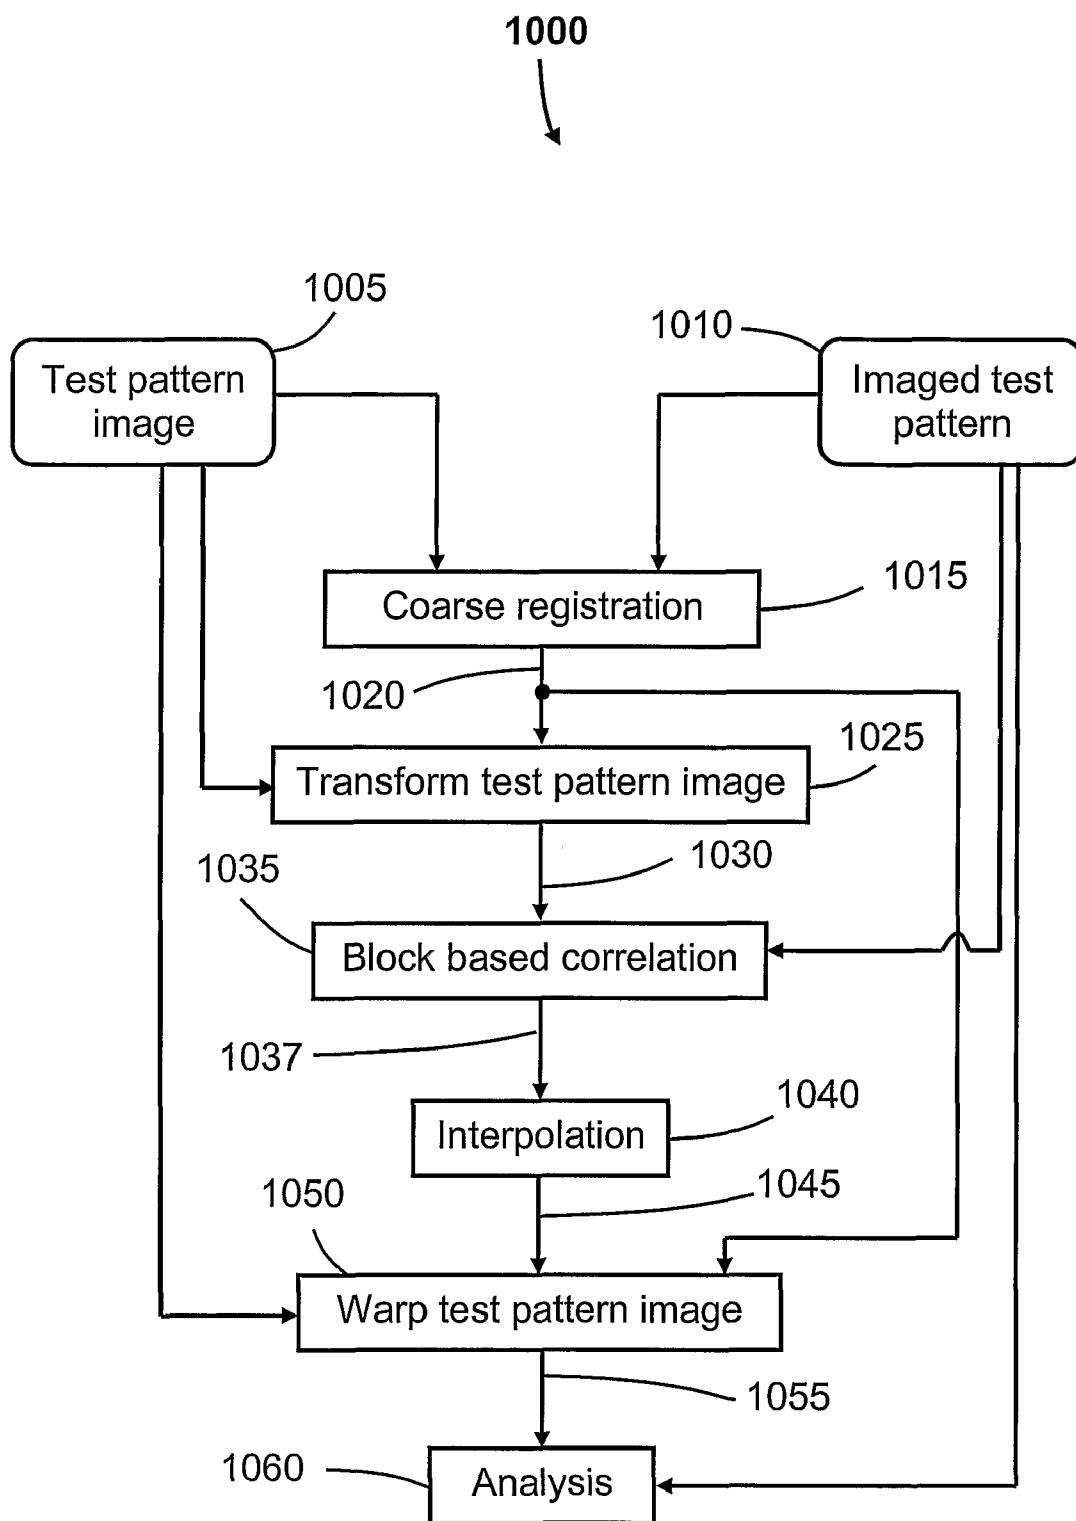 1000
1005
1010
Test pattern
image
Imaged test
pattern
1015
Coarse registration
1020
1025
Transform test pattern image
1030
1035
Block based correlation
1037
1040
Interpolation
1045
1050
Warp test pattern image
1055
1060
Analysis